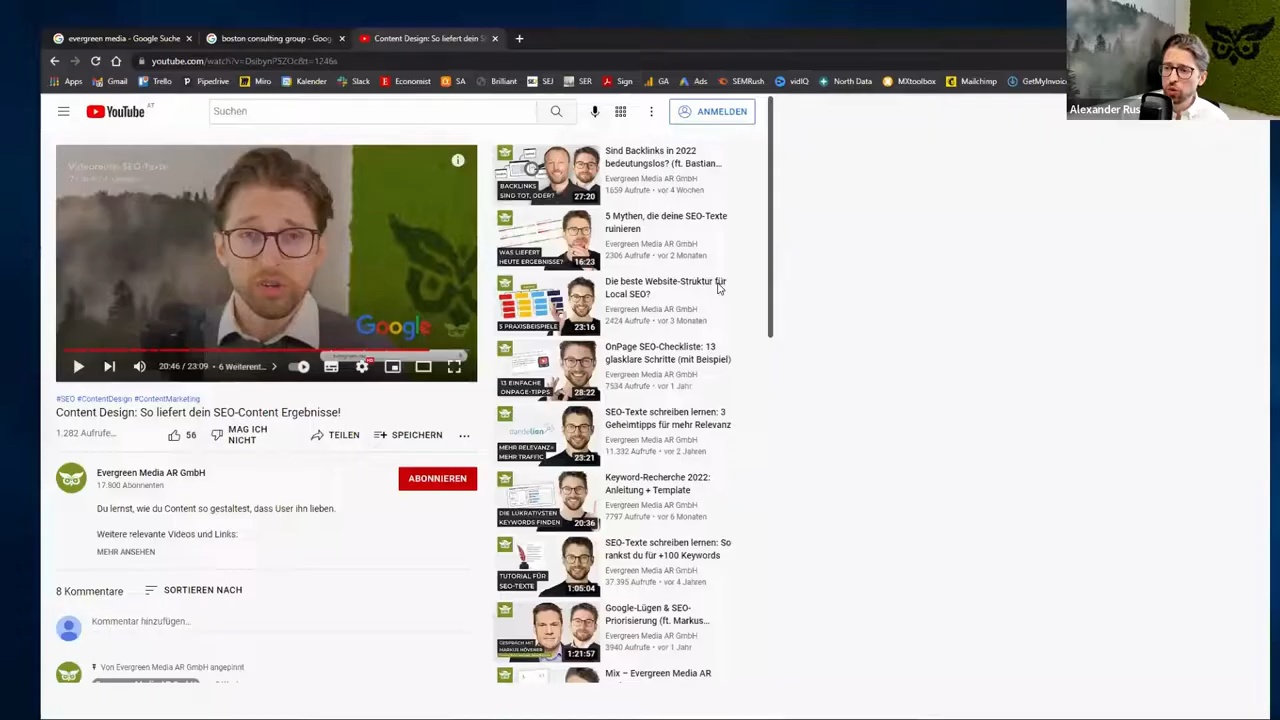 evergreen media - Google Suche
boston consulting group - Goog
Content Design: So liefert dein S
youtube.com/watch?v=DsibynPSZOc&t=1246s
Apps
Gmail
Trello
Pipedrive
Miro
Kalender
Slack
Economist
SA
Brilliant
SEJ
SER
Sign
GA
Ads
SEMRush
vidIQ
North Data
OMRxbox
Mailchimp
GetMyInvoi
Alexander Rus
YouTube
AT
Suchen
ANMELDEN
Google
20:46 / 23:09 • 6 Weiterent...
HD
#SEO #ContentDesign #ContentMarketing
Content Design: So liefert dein SEO-Content Ergebnisse!
1.282 Aufrufe...
56
MAG ICH
NICHT
TEILEN
SPEICHERN
Evergreen Media AR GmbH
17.800 Abonnenten
ABONNIEREN
Du lernst, wie du Content so gestaltest, dass User ihn lieben.
Weitere relevante Videos und Links:
MEHR ANSEHEN
8 Kommentare
SORTIEREN NACH
Kommentar hinzufügen...
Von Evergreen Media AR GmbH angepinnt
BACKLINKS
SIND TOT, ODER?
27:20
Sind Backlinks in 2022
bedeutungslos? (ft. Bastian...
Evergreen Media AR GmbH
1659 Aufrufe • vor 4 Wochen
WAS LIEFERT
HEUTE ERGEBNISSE?
16:23
5 Mythen, die deine SEO-Texte
ruinieren
Evergreen Media AR GmbH
2306 Aufrufe • vor 2 Monaten
5 PRAXISBEISPIELE
23:16
Die beste Website-Struktur für
Local SEO?
Evergreen Media AR GmbH
2424 Aufrufe • vor 3 Monaten
13 EINFACHE
ONPAGE-TIPPS
28:22
OnPage SEO-Checkliste: 13
glasklare Schritte (mit Beispiel)
Evergreen Media AR GmbH
7534 Aufrufe • vor 1 Jahr
dandelion
MEHR RELEVANZ=
MEHR TRAFFIC
23:21
SEO-Texte schreiben lernen: 3
Geheimtipps für mehr Relevanz
Evergreen Media AR GmbH
11.332 Aufrufe • vor 2 Jahren
DIE LUKRATIVSTEN
KEYWORDS FINDEN
20:36
Keyword-Recherche 2022:
Anleitung + Template
Evergreen Media AR GmbH
7797 Aufrufe • vor 6 Monaten
TUTORIAL FÜR
SEO-TEXTE
1:05:04
SEO-Texte schreiben lernen: So
rankst du für +100 Keywords
Evergreen Media AR GmbH
37.395 Aufrufe • vor 4 Jahren
GESPRÄCH MIT
MARKUS HÖVENER
1:21:57
Google-Lügen & SEO-
Priorisierung (ft. Markus...
Evergreen Media AR GmbH
3940 Aufrufe • vor 1 Jahr
Mix – Evergreen Media AR